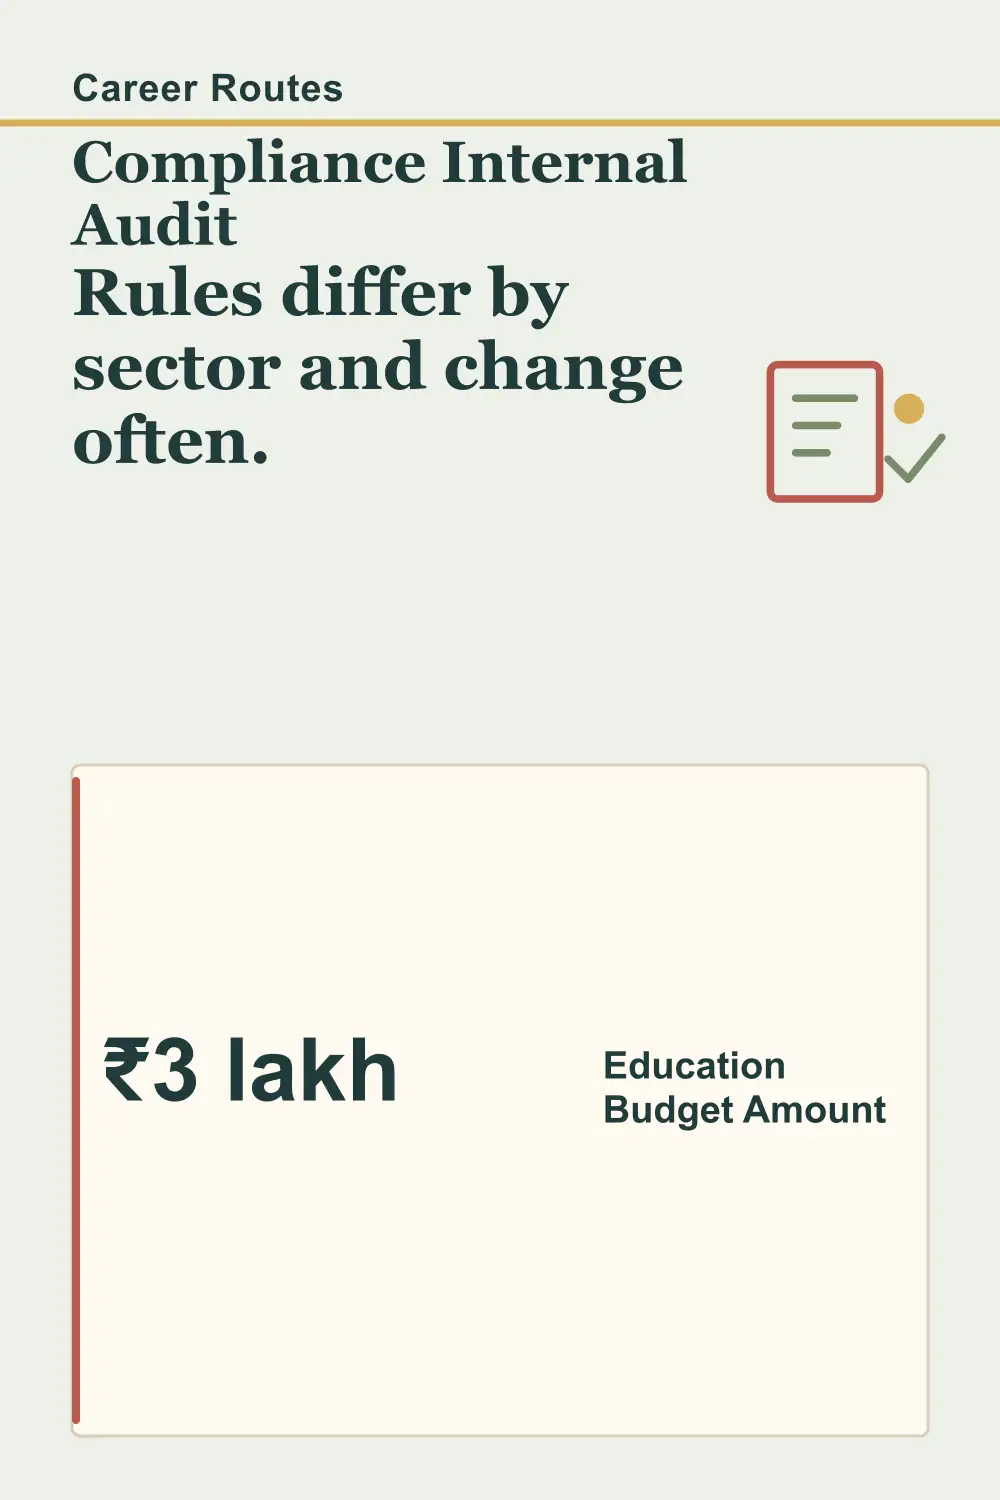 Career Routes
Compliance Internal
Audit
Rules differ by
sector and change
often.
₹3 lakh
Education
Budget Amount